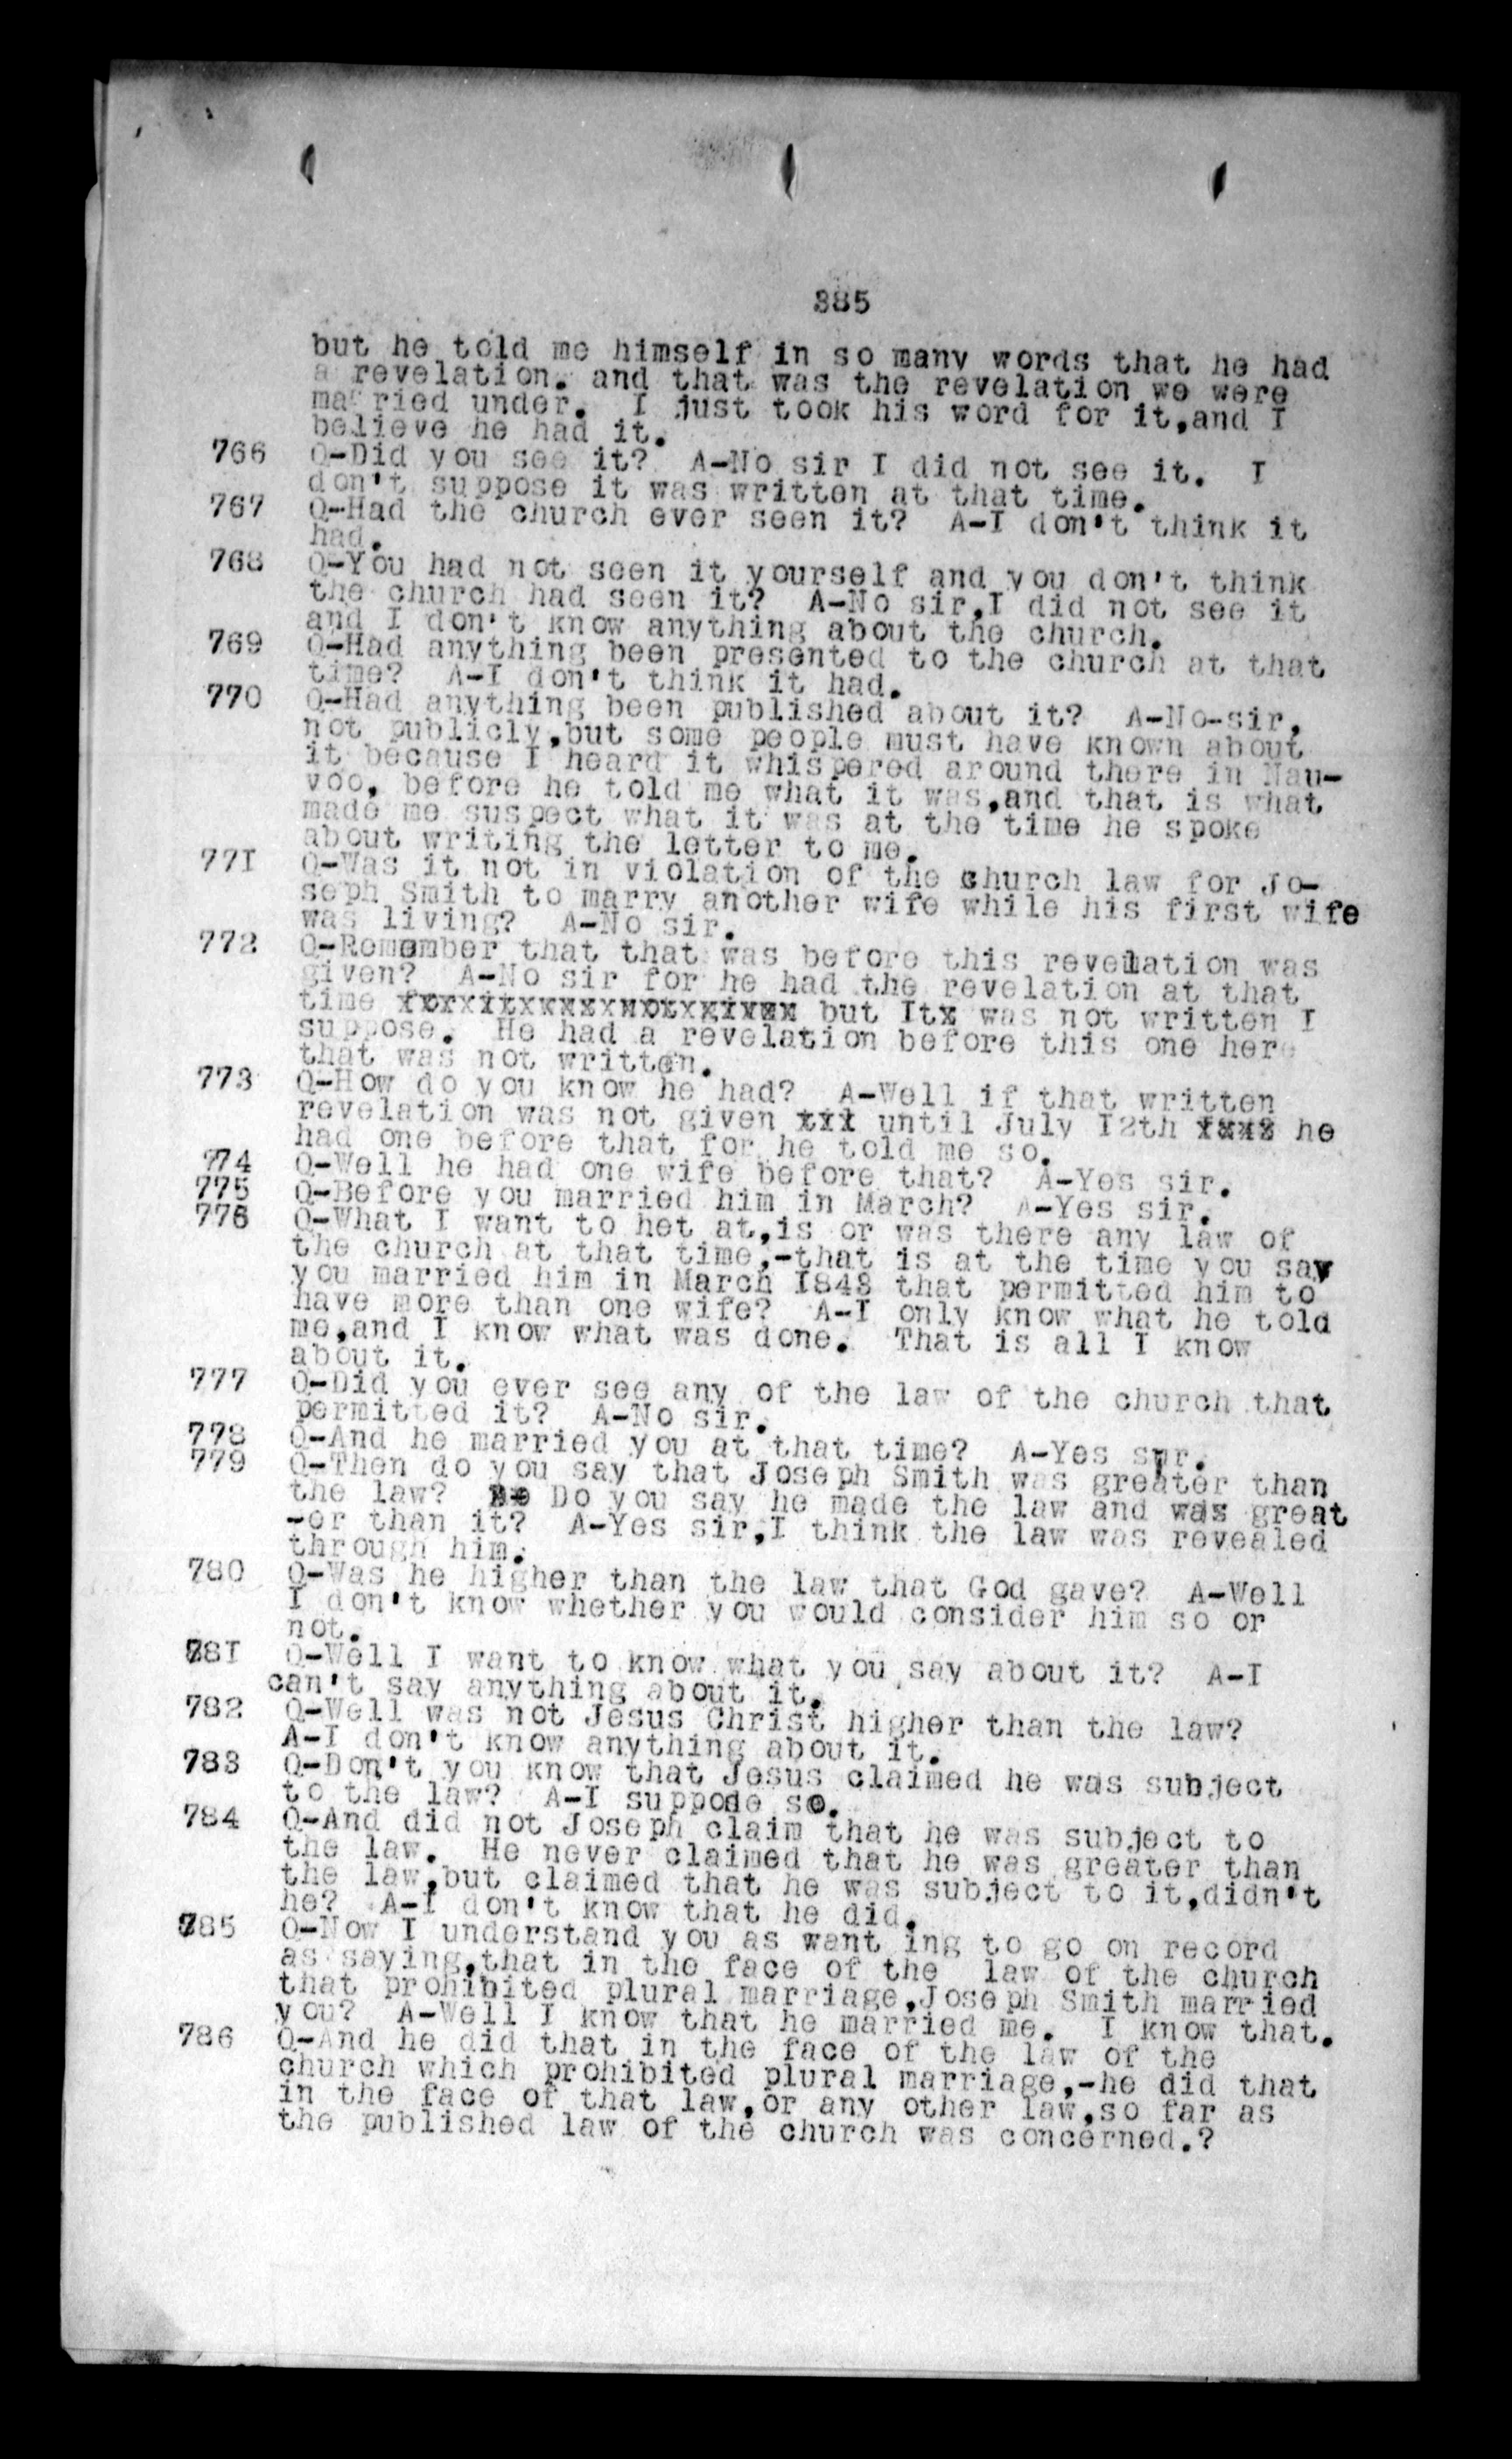 385
but he told me himself in so many words that he had
a revelation. and that was the revelation we were
married under.  I just took his word for it,and I
believe he had it.
766 Q-Did you see it?  A-No sir I did not see it.  I
don't suppose it was written at that time.
767 Q-Had the church ever seen it?  A-I don't think it
had.
768 Q-You had not seen it yourself and you don't think
the church had seen it?  A-No sir,I did not see it
and I don't know anything about the church.
769 Q-Had anything been presented to the church at that
time?  A-I don't think it had.
770 Q-Had anything been published about it?  A-No-sir,
not publicly,but some people must have known about
it because I heard it whispered around there in Nau-
voo, before he told me what it was,and that is what
made me suspect what it was at the time he spoke
about writing the letter to me.
771 Q-Was it not in violation of the church law for Jo-
seph Smith to marry another wife while his first wife
was living?  A-No sir.
772 Q-Remember that that was before this revelation was
given?  A-No sir for he had the revelation at that
time but It was not written I
suppose.  He had a revelation before this one here
that was not written.
773 Q-How do you know he had?  A-Well if that written
revelation was not given until July 12th he
had one before that for he told me so.
774 Q-Well he had one wife before that?  A-Yes sir.
775 Q-Before you married him in March?  A-Yes sir.
776 Q-What I want to het at,is or was there any law of
the church at that time,-that is at the time you say
you married him in March 1843 that permitted him to
have more than one wife?  A-I only know what he told
me,and I know what was done.  That is all I know
about it.
777 Q-Did you ever see any of the law of the church that
permitted it?  A-No sir.
778 Q-And he married you at that time?  A-Yes sur.
779 Q-Then do you say that Joseph Smith was greater than
the law?  Do you say he made the law and was great
-er than it?  A-Yes sir,I think the law was revealed
through him.
780 Q-Was he higher than the law that God gave?  A-Well
I don't know whether you would consider him so or
not.
781 Q-Well I want to know what you say about it?  A-I
can't say anything about it.
782 Q-Well was not Jesus Christ higher than the law?
A-I don't know anything about it.
783 Q-Don't you know that Jesus claimed he was subject
to the law?  A-I suppode so.
784 Q-And did not Joseph claim that he was subject to
the law.  He never claimed that he was greater than
the law,but claimed that he was subject to it,didn't
he?  A-I don't know that he did.
785 Q-Now I understand you as want ing to go on record
as saying,that in the face of the  law of the church
that prohibited plural marriage,Joseph Smith married
you?  A-Well I know that he married me.  I know that.
786 Q-And he did that in the face of the law of the
church which prohibited plural marriage,-he did that
in the face of that law,or any other law,so far as
the published law of the church was concerned.?